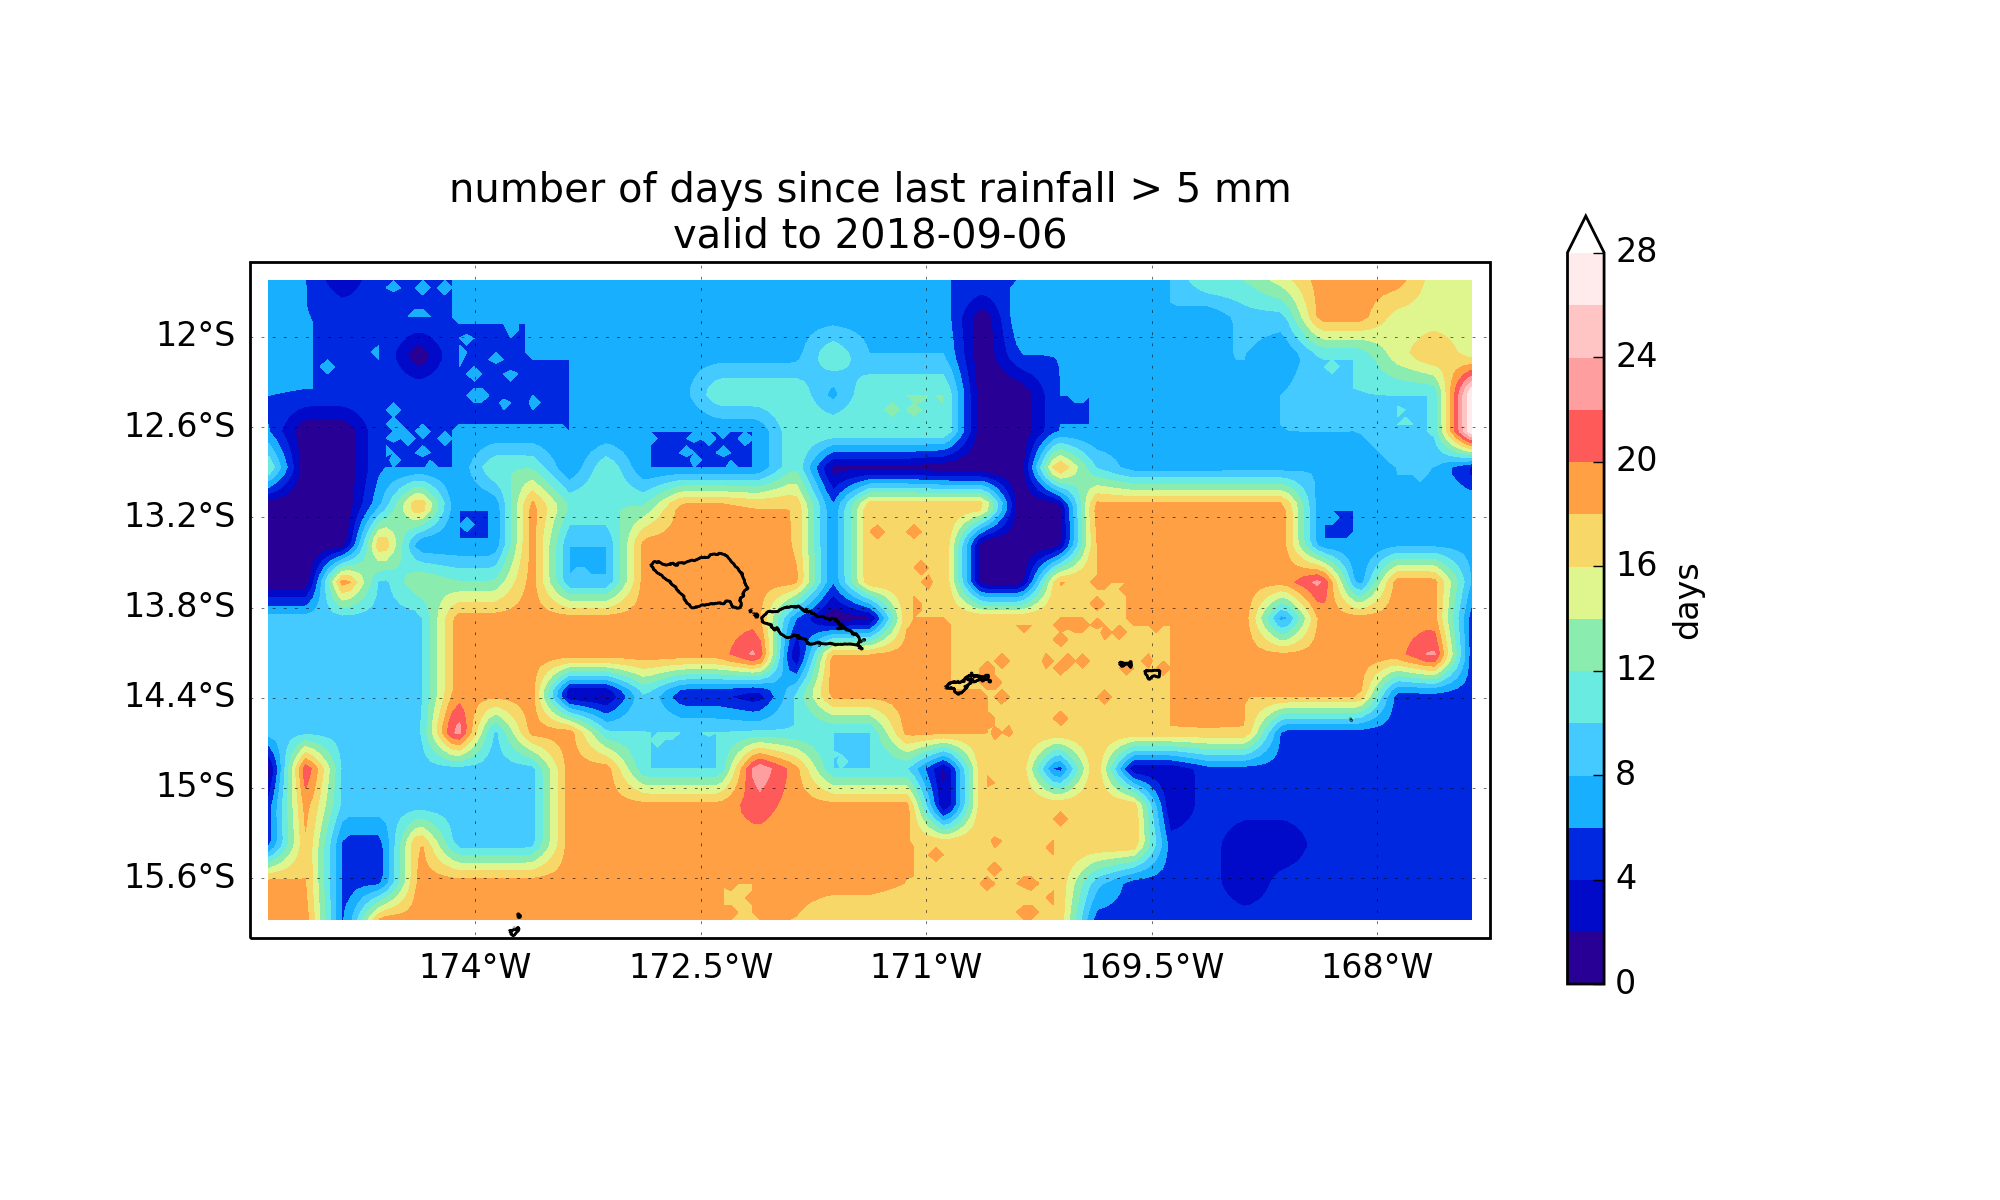 number of days since last rainfall > 5 mm
valid to 2018-09-06
12°S
12.6°S
13.2°S
13.8°S
14.4°S
15°S
15.6°S
174°W
172.5°W
171°W
169.5°W
168°W
28
24
20
16
12
8
4
0
days